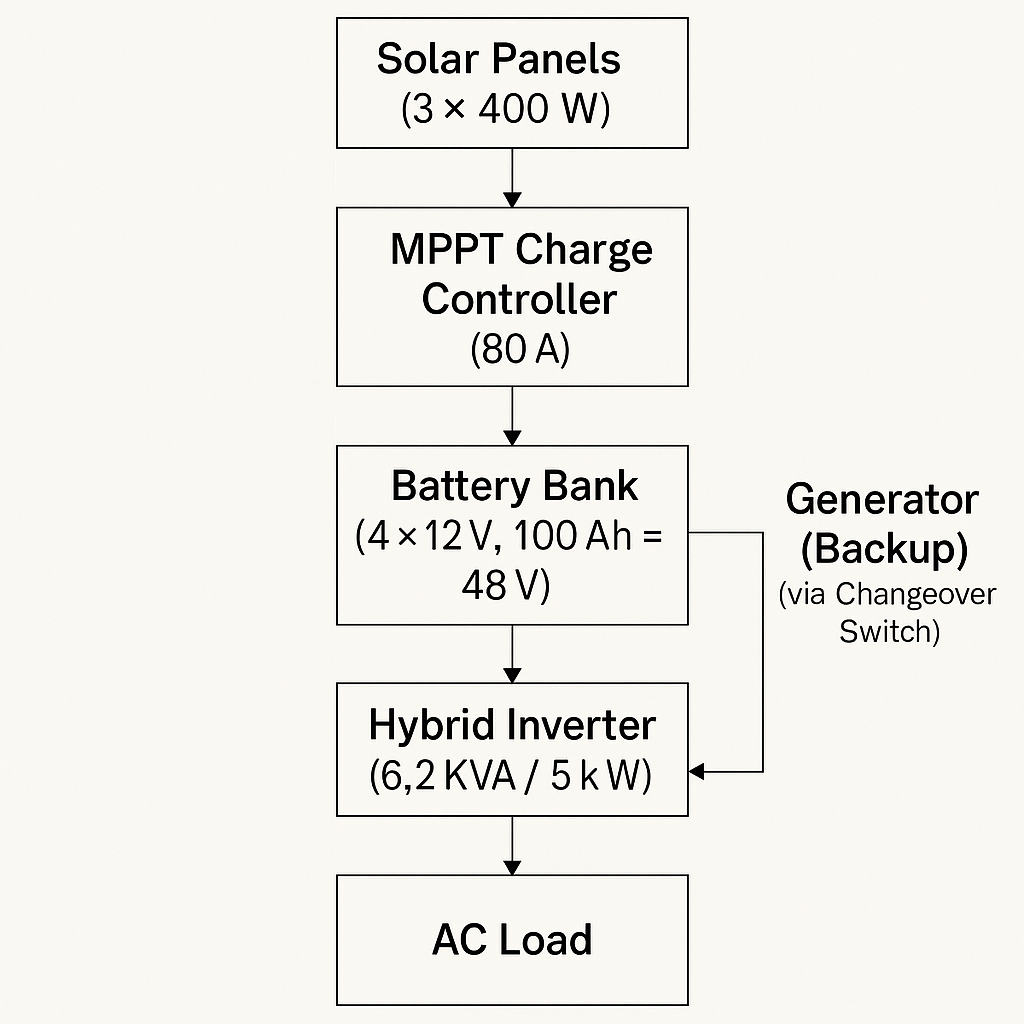 Solar Panels
(3 × 400 W)
MPPT Charge
Controller
(80 A)
Battery Bank
(4 × 12 V, 100 Ah =
48 V)
Generator
(Backup)
(via Changeover
Switch)
Hybrid Inverter
(6,2 KVA / 5 kW)
AC Load